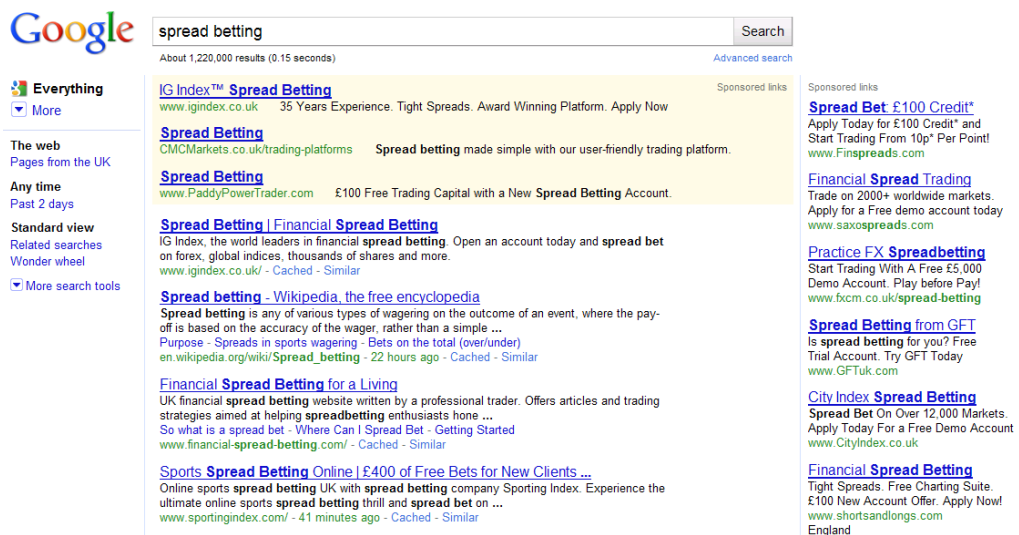 Google
spread betting
Search
About 1,220,000 results (0.15 seconds)
Advanced search
Everything
More
The web
Pages from the UK
Any time
Past 2 days
Standard view
Related searches
Wonder wheel
More search tools
Sponsored links
IG Index™ Spread Betting
www.igindex.co.uk 35 Years Experience. Tight Spreads. Award Winning Platform. Apply Now
Spread Betting
CMCMarkets.co.uk/trading-platforms Spread betting made simple with our user-friendly trading platform.
Spread Betting
www.PaddyPowerTrader.com £100 Free Trading Capital with a New Spread Betting Account.
Spread Betting | Financial Spread Betting
IG Index, the world leaders in financial spread betting. Open an account today and spread bet
on forex, global indices, thousands of shares and more.
www.igindex.co.uk/ - Cached - Similar
Spread betting - Wikipedia, the free encyclopedia
Spread betting is any of various types of wagering on the outcome of an event, where the pay-
off is based on the accuracy of the wager, rather than a simple ...
Purpose - Spreads in sports wagering - Bets on the total (over/under)
en.wikipedia.org/wiki/Spread_betting - 22 hours ago - Cached - Similar
Financial Spread Betting for a Living
UK financial spread betting website written by a professional trader. Offers articles and trading
strategies aimed at helping spreadbetting enthusiasts hone ...
So what is a spread bet - Where Can I Spread Bet - Getting Started
www.financial-spread-betting.com/ - Cached - Similar
Sports Spread Betting Online | £400 of Free Bets for New Clients ...
Online sports spread betting UK with spread betting company Sporting Index. Experience the
ultimate online sports spread betting thrill and spread bet on ...
www.sportingindex.com/ - 41 minutes ago - Cached - Similar
Sponsored links
Spread Bet: £100 Credit*
Apply Today for £100 Credit* and
Start Trading From 10p* Per Point!
www.Finspreads.com
Financial Spread Trading
Trade on 2000+ worldwide markets.
Apply for a Free demo account today
www.saxospreads.com
Practice FX Spreadbetting
Start Trading With A Free £5,000
Demo Account. Play before Pay!
www.fxcm.co.uk/spread-betting
Spread Betting from GFT
Is spread betting for you? Free
Trial Account. Try GFT Today
www.GFTuk.com
City Index Spread Betting
Spread Bet On Over 12,000 Markets.
Apply Today For a Free Demo Account
www.CityIndex.co.uk
Financial Spread Betting
Tight Spreads. Free Charting Suite.
£100 New Account Offer. Apply Now!
www.shortsandlongs.com
England